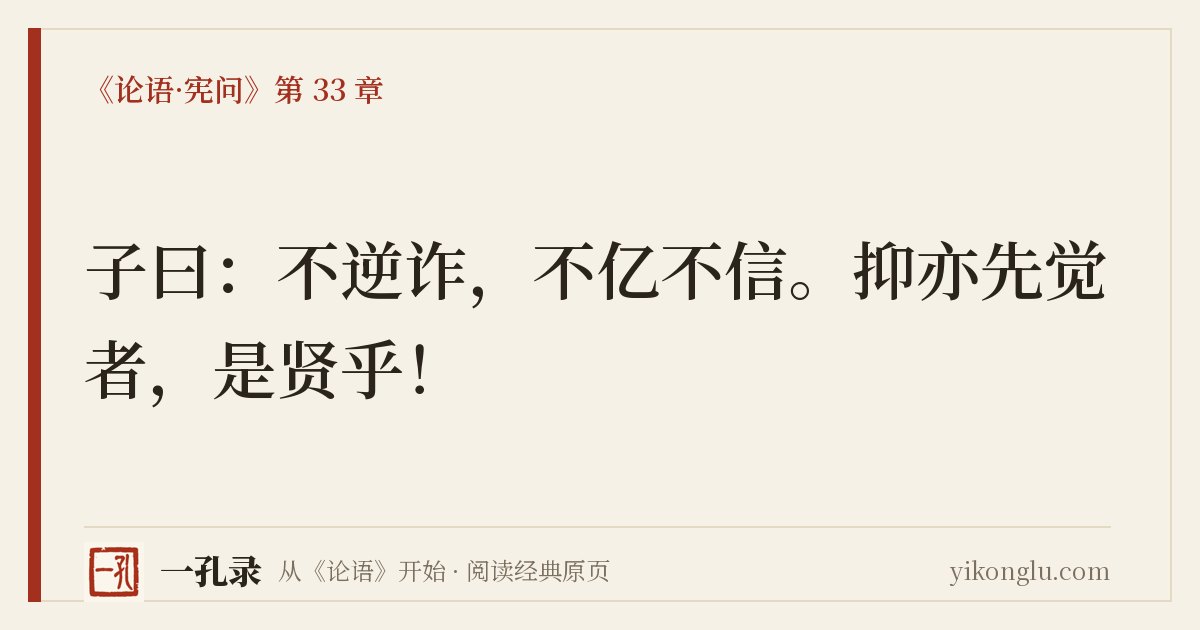 《论语·宪问》第 33 章
子曰：不逆诈，不亿不信。抑亦先觉
者，是贤乎！
一孔
一孔录 从《论语》开始 · 阅读经典原页
yikonglu.com